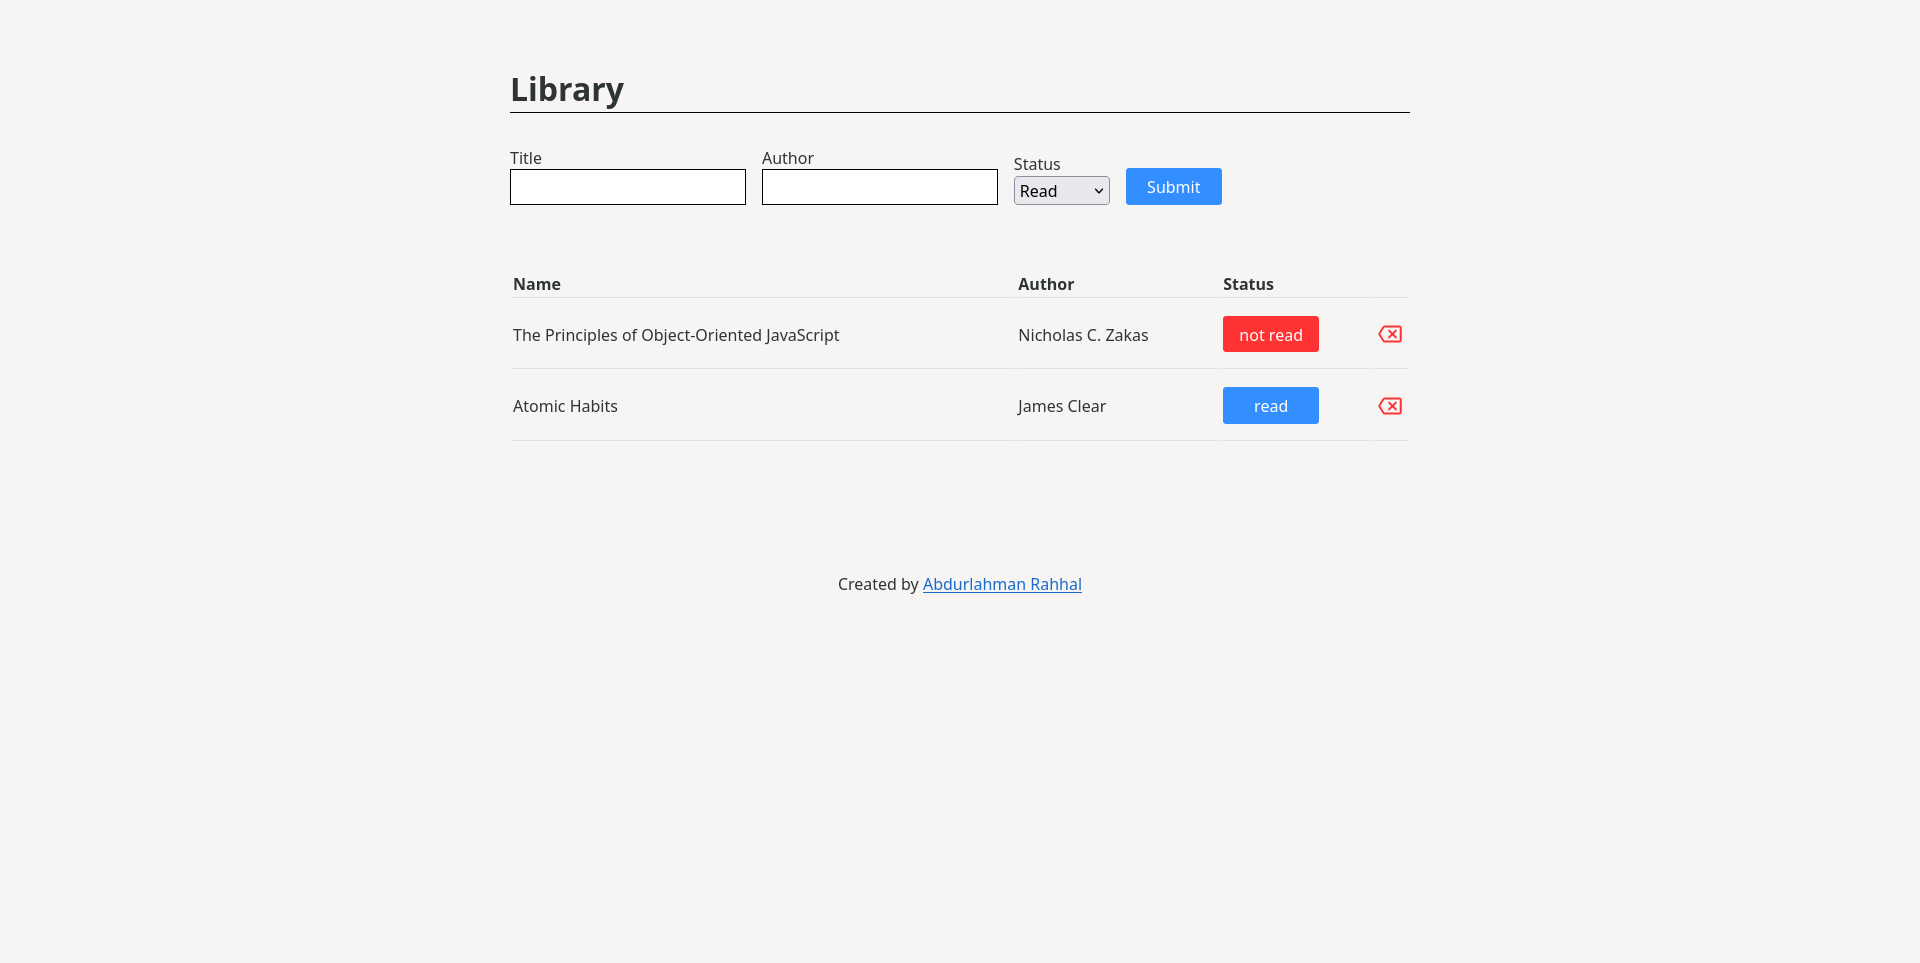 Library
Title Author Status
Read Submit
Name Author Status
The Principles of Object-Oriented JavaScript Nicholas C. Zakas not read
Atomic Habits James Clear read
Created by Abdurlahman Rahhal